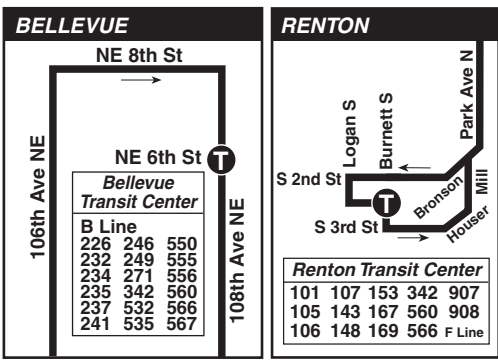 BELLEVUE
NE 8th St
NE 6th St
T
106th Ave NE
108th Ave NE
Bellevue
Transit Center
B Line
226 246 550
232 249 555
234 271 556
235 342 560
237 532 566
241 535 567
RENTON
Park Ave N
Logan S
Burnett S
S 2nd St
T
Bronson
Mill
Houser
S 3rd St
Renton Transit Center
101 107 153 342 907
105 143 167 560 908
106 148 169 566 F Line